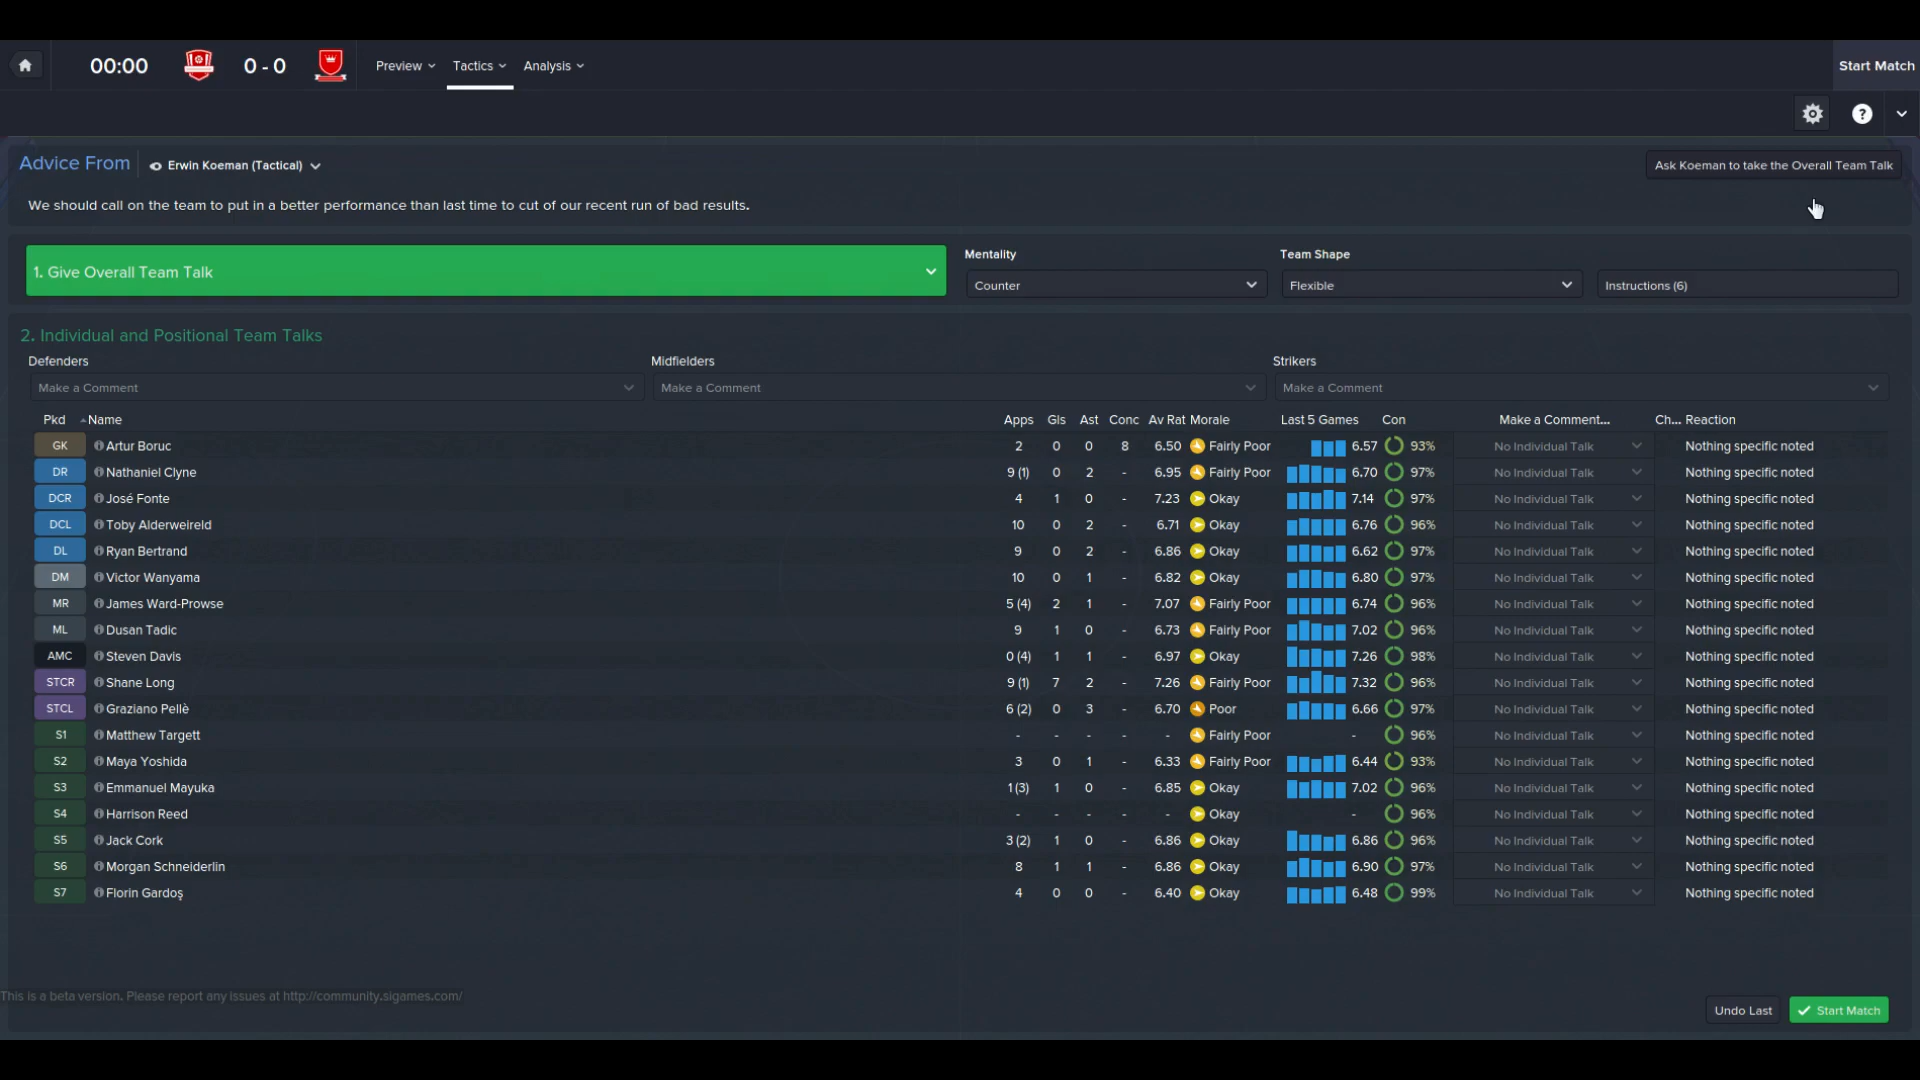 00:00 0 - 0 Preview Tactics Analysis Start Match
?
Advice From Erwin Koeman (Tactical) Ask Koeman to take the Overall Team Talk
We should call on the team to put in a better performance than last time to cut of our recent run of bad results.
Mentality Team Shape
1. Give Overall Team Talk Counter Flexible Instructions (6)
2. Individual and Positional Team Talks
Defenders Midfielders Strikers
Make a Comment Make a Comment Make a Comment
Pkd Name Apps Gls Ast Conc Av Rat Morale Last 5 Games Con Make a Comment... Ch... Reaction
GK Artur Boruc 2 0 0 8 6.50 Fairly Poor 6.57 93% No Individual Talk Nothing specific noted
DR Nathaniel Clyne 9 (1) 0 2 - 6.95 Fairly Poor 6.70 97% No Individual Talk Nothing specific noted
DCR José Fonte 4 1 0 - 7.23 Okay 7.14 97% No Individual Talk Nothing specific noted
DCL Toby Alderweireld 10 0 2 - 6.71 Okay 6.76 96% No Individual Talk Nothing specific noted
DL Ryan Bertrand 9 0 2 - 6.86 Okay 6.62 97% No Individual Talk Nothing specific noted
DM Victor Wanyama 10 0 1 - 6.82 Okay 6.80 97% No Individual Talk Nothing specific noted
MR James Ward-Prowse 5 (4) 2 1 - 7.07 Fairly Poor 6.74 96% No Individual Talk Nothing specific noted
ML Dusan Tadic 9 1 0 - 6.73 Fairly Poor 7.02 96% No Individual Talk Nothing specific noted
AMC Steven Davis 0 (4) 1 1 - 6.97 Okay 7.26 98% No Individual Talk Nothing specific noted
STCR Shane Long 9 (1) 7 2 - 7.26 Fairly Poor 7.32 96% No Individual Talk Nothing specific noted
STCL Graziano Pellè 6 (2) 0 3 - 6.70 Poor 6.66 97% No Individual Talk Nothing specific noted
S1 Matthew Targett - - - - - Fairly Poor - 96% No Individual Talk Nothing specific noted
S2 Maya Yoshida 3 0 1 - 6.33 Fairly Poor 6.44 93% No Individual Talk Nothing specific noted
S3 Emmanuel Mayuka 1 (3) 1 0 - 6.85 Okay 7.02 96% No Individual Talk Nothing specific noted
S4 Harrison Reed - - - - - Okay - 96% No Individual Talk Nothing specific noted
S5 Jack Cork 3 (2) 1 0 - 6.86 Okay 6.86 96% No Individual Talk Nothing specific noted
S6 Morgan Schneiderlin 8 1 1 - 6.86 Okay 6.90 97% No Individual Talk Nothing specific noted
S7 Florin Gardoş 4 0 0 - 6.40 Okay 6.48 99% No Individual Talk Nothing specific noted
This is a beta version. Please report any issues at http://community.sigames.com/
Undo Last Start Match